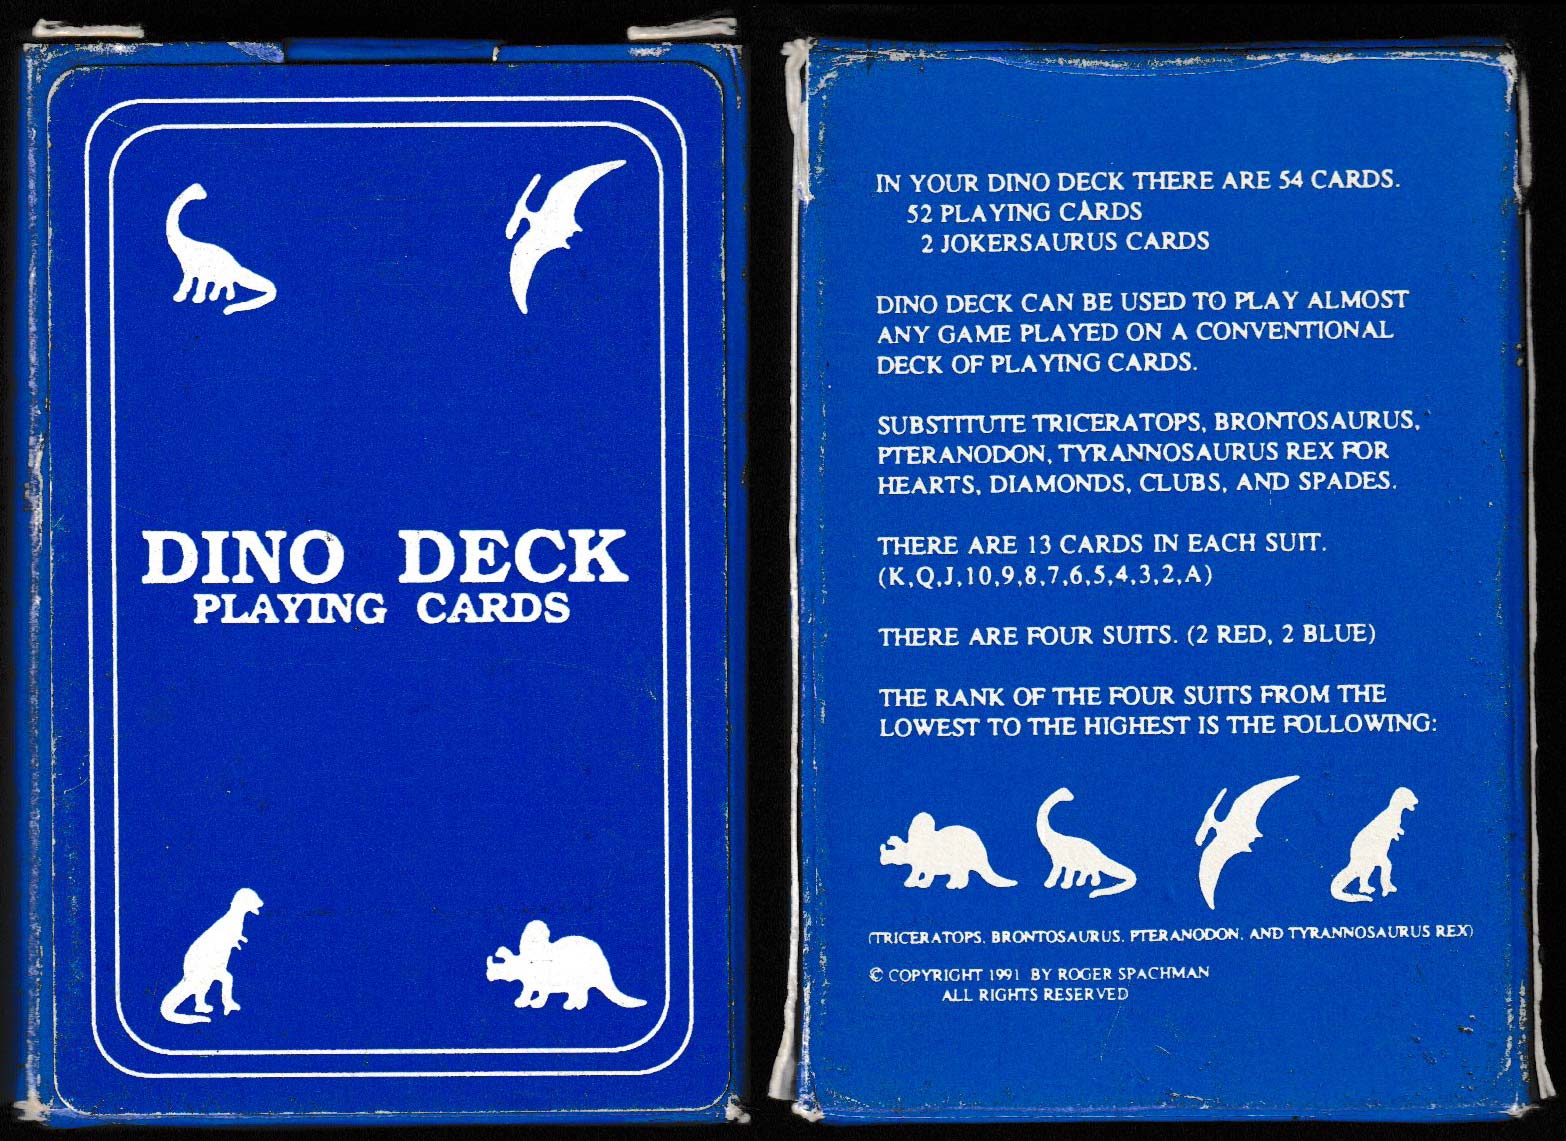 DINO DECK
PLAYING CARDS
IN YOUR DINO DECK THERE ARE 54 CARDS.
52 PLAYING CARDS
2 JOKERSAURUS CARDS
DINO DECK CAN BE USED TO PLAY ALMOST
ANY GAME PLAYED ON A CONVENTIONAL
DECK OF PLAYING CARDS.
SUBSTITUTE TRICERATOPS, BRONTOSAURUS,
PTERANODON, TYRANNOSAURUS REX FOR
HEARTS, DIAMONDS, CLUBS, AND SPADES.
THERE ARE 13 CARDS IN EACH SUIT.
(K,Q,J,10,9,8,7,6,5,4,3,2,A)
THERE ARE FOUR SUITS. (2 RED, 2 BLUE)
THE RANK OF THE FOUR SUITS FROM THE
LOWEST TO THE HIGHEST IS THE FOLLOWING:
(TRICERATOPS, BRONTOSAURUS, PTERANODON, AND TYRANNOSAURUS REX)
© COPYRIGHT 1991 BY ROGER SPACHMAN
ALL RIGHTS RESERVED